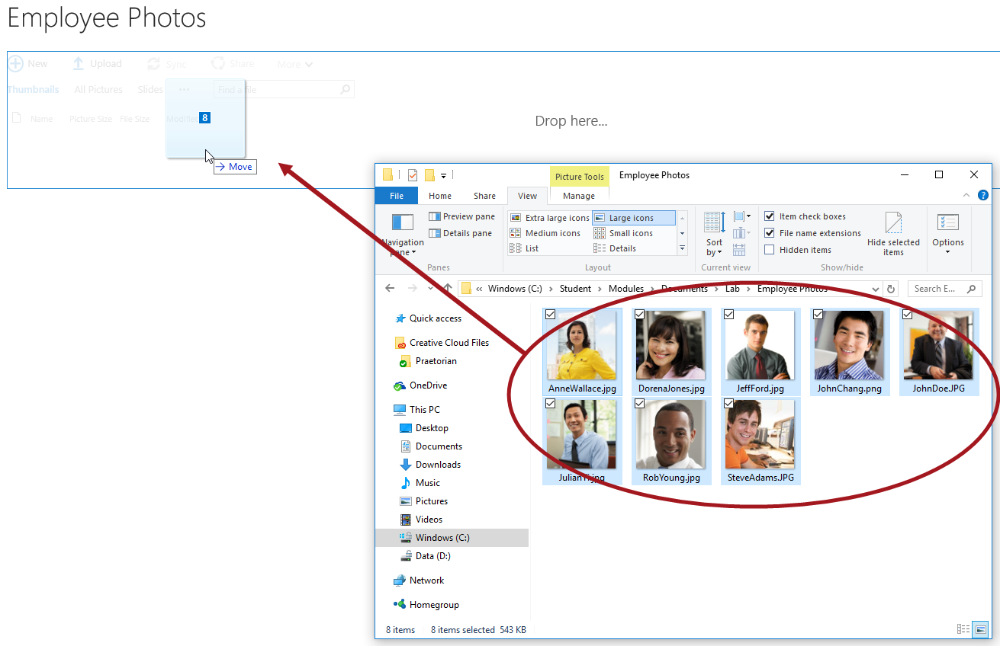 Employee Photos
New Upload Sync Share More
Thumbnails All Pictures Slides ... Find a file
Name Picture Size File Size Modified 8
Drop here...
Move
Picture Tools Employee Photos
File Home Share View Manage
Navigation pane
Preview pane
Details pane
Panes
Extra large icons Large icons
Medium icons Small icons
List Details
Layout
Sort by
Current view
Item check boxes
File name extensions
Hidden items
Hide selected items
Show/hide
Options
« Windows (C:) › Student › Modules › Documents › Lab › Employee Photos Search E...
Quick access
Creative Cloud Files
Praetorian
OneDrive
This PC
Desktop
Documents
Downloads
Music
Pictures
Videos
Windows (C:)
Data (D:)
Network
Homegroup
AnneWallace.jpg DorenaJones.jpg JeffFord.jpg JohnChang.png JohnDoe.JPG
RobYoung.jpg SteveAdams.JPG
8 items 8 items selected 543 KB